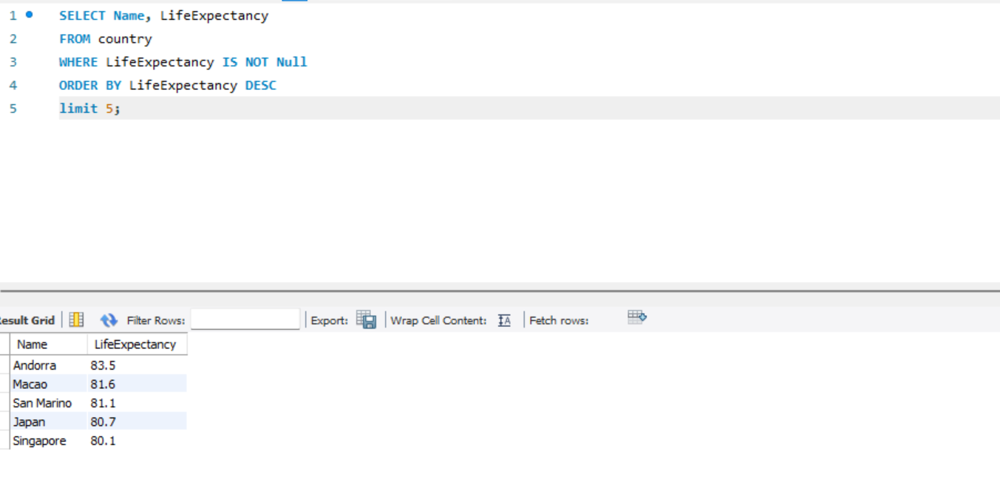 1 SELECT Name, LifeExpectancy
2 FROM country
3 WHERE LifeExpectancy IS NOT Null
4 ORDER BY LifeExpectancy DESC
5 limit 5;
esult Grid Filter Rows: Export: Wrap Cell Content: IA Fetch rows:
Name LifeExpectancy
Andorra 83.5
Macao 81.6
San Marino 81.1
Japan 80.7
Singapore 80.1